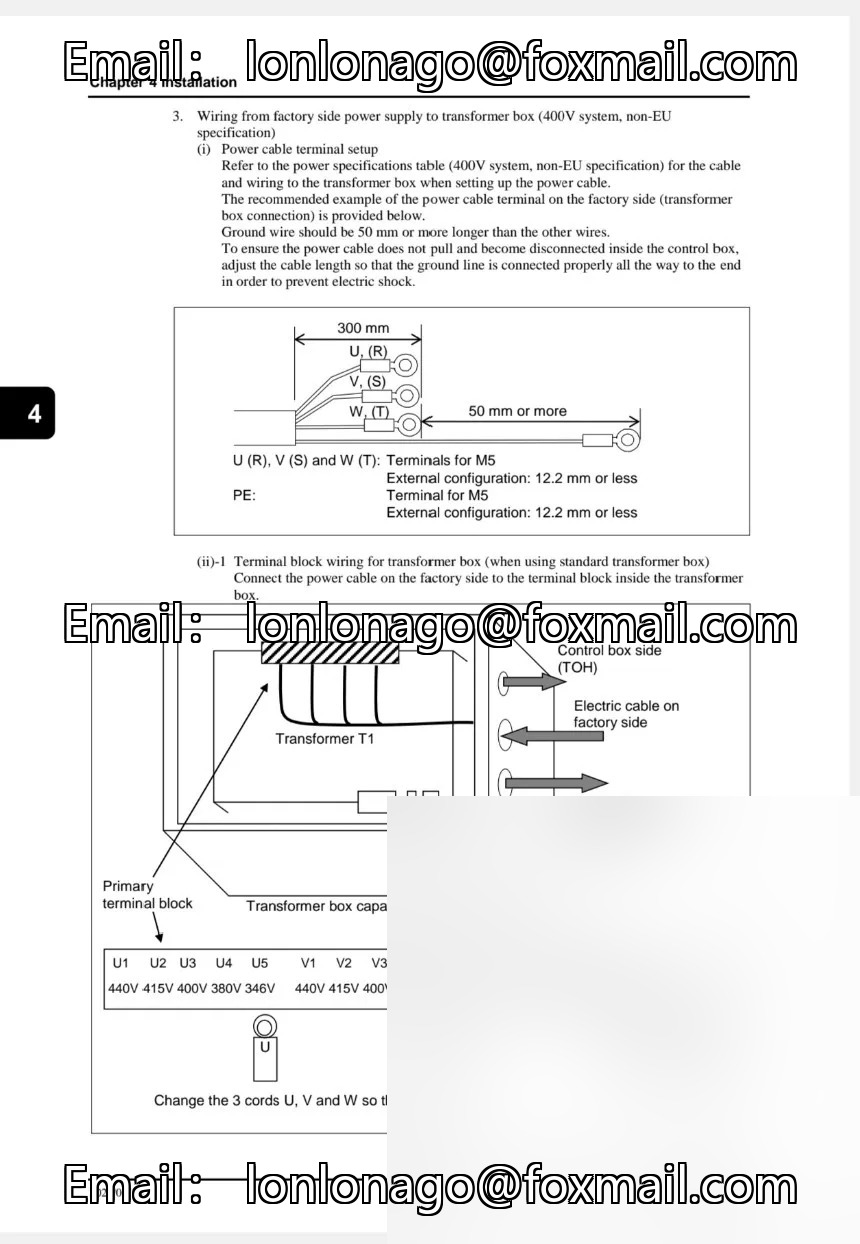 Email： lonlonago@foxmail.com
Chapter 4 Installation
3. Wiring from factory side power supply to transformer box (400V system, non-EU
specification)
(i) Power cable terminal setup
Refer to the power specifications table (400V system, non-EU specification) for the cable
and wiring to the transformer box when setting up the power cable.
The recommended example of the power cable terminal on the factory side (transformer
box connection) is provided below.
Ground wire should be 50 mm or more longer than the other wires.
To ensure the power cable does not pull and become disconnected inside the control box,
adjust the cable length so that the ground line is connected properly all the way to the end
in order to prevent electric shock.
300 mm
U, (R)
V, (S)
4
W, (T)
50 mm or more
U (R), V (S) and W (T): Terminals for M5
External configuration: 12.2 mm or less
PE: Terminal for M5
External configuration: 12.2 mm or less
(ii)-1 Terminal block wiring for transformer box (when using standard transformer box)
Connect the power cable on the factory side to the terminal block inside the transformer
box.
Email： lonlonago@foxmail.com
Control box side
(TOH)
Electric cable on
factory side
Transformer T1
Primary
terminal block
Transformer box capa
U1 U2 U3 U4 U5 V1 V2 V3
440V 415V 400V 380V 346V 440V 415V 400V
U
Change the 3 cords U, V and W so
Email： lonlonago@foxmail.com